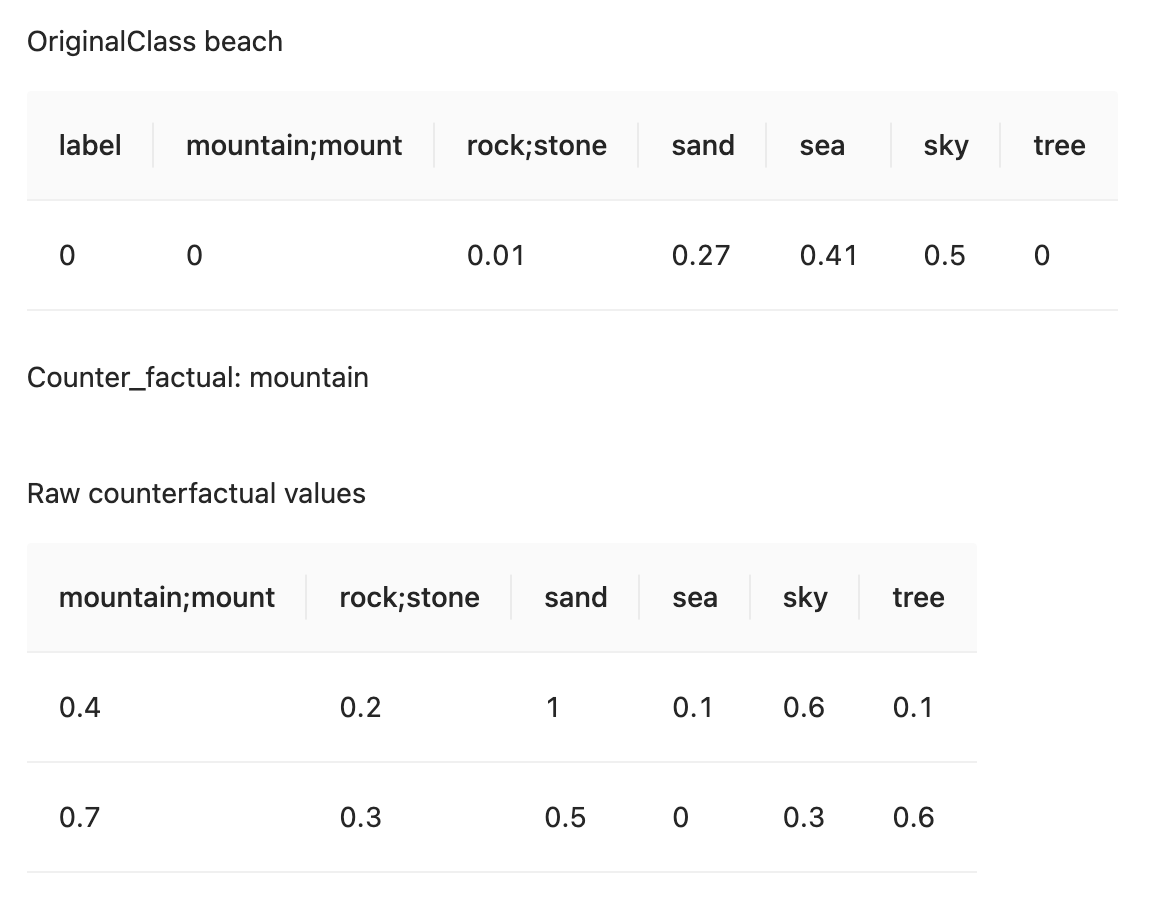 OriginalClass beach
label mountain;mount rock;stone sand sea sky tree
0 0 0.01 0.27 0.41 0.5 0
Counter_factual: mountain
Raw counterfactual values
mountain;mount rock;stone sand sea sky tree
0.4 0.2 1 0.1 0.6 0.1
0.7 0.3 0.5 0 0.3 0.6